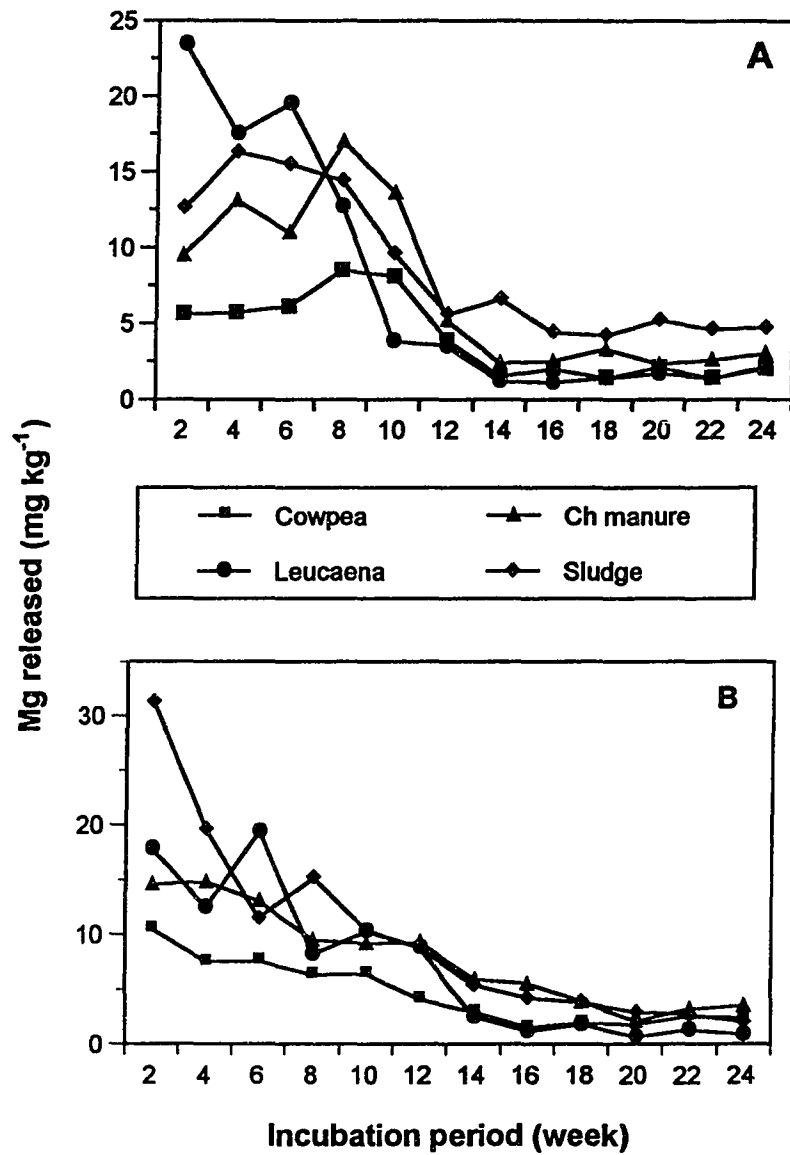 25
A
20
15
10
5
0
2 4 6 8 10 12 14 16 18 20 22 24
Mg released (mg kg-1)
Cowpea Ch manure
Leucaena Sludge
B
30
20
10
0
2 4 6 8 10 12 14 16 18 20 22 24
Incubation period (week)